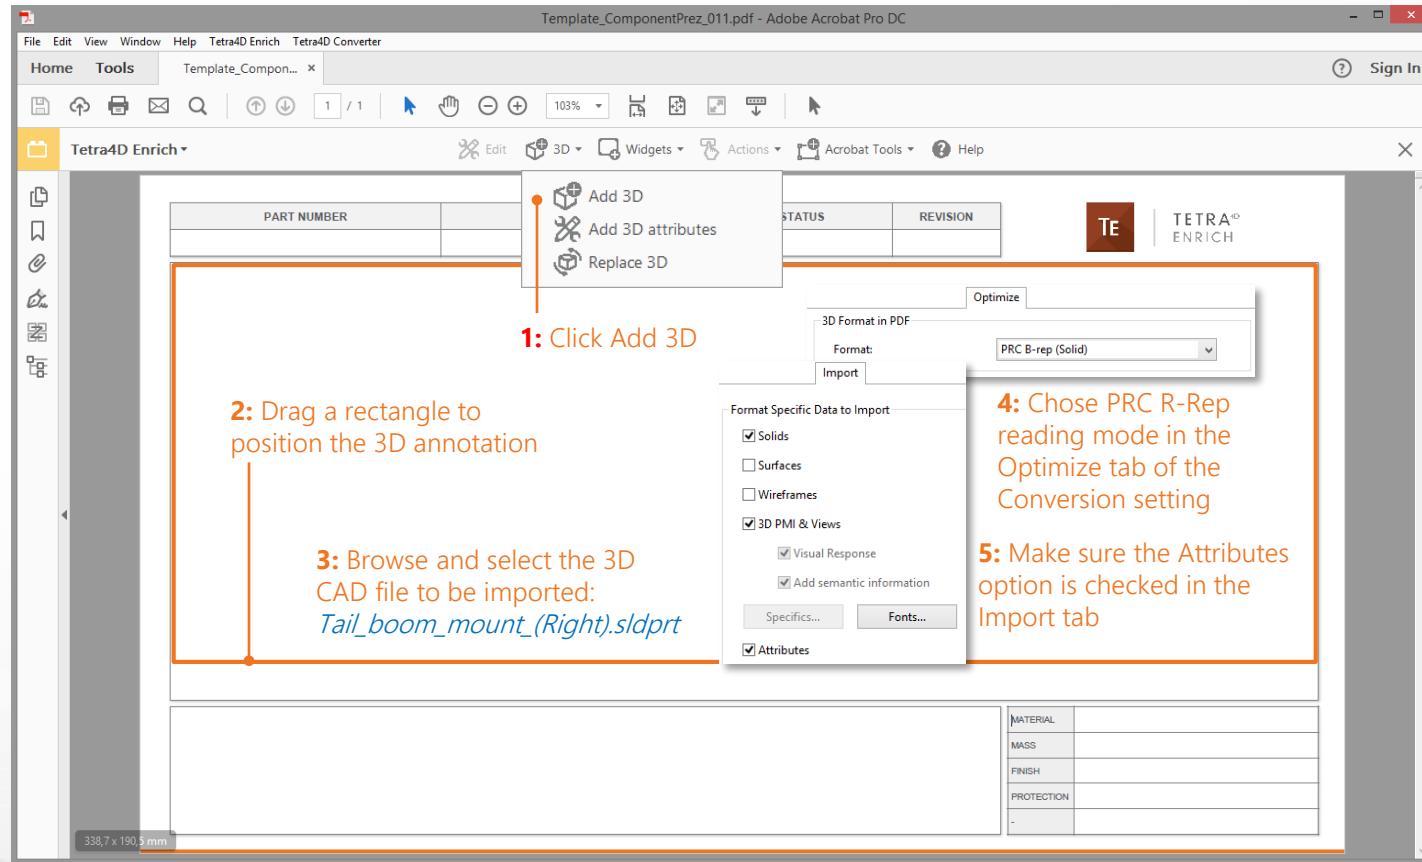 Template_ComponentPrez_011.pdf - Adobe Acrobat Pro DC
File Edit View Window Help Tetra4D Enrich Tetra4D Converter
Home Tools Template_Compon... × ? Sign In
1 / 1 103%
Tetra4D Enrich Edit 3D Widgets Actions Acrobat Tools ? Help
Add 3D
Add 3D attributes
Replace 3D
PART NUMBER STATUS REVISION
TE TETRA4D
ENRICH
1: Click Add 3D
2: Drag a rectangle to
position the 3D annotation
3: Browse and select the 3D
CAD file to be imported:
Tail_boom_mount_(Right).sldprt
Optimize
3D Format in PDF
Format: PRC B-rep (Solid)
Import
Format Specific Data to Import
Solids
Surfaces
Wireframes
3D PMI & Views
Visual Response
Add semantic information
Specifics... Fonts...
Attributes
4: Chose PRC R-Rep
reading mode in the
Optimize tab of the
Conversion setting
5: Make sure the Attributes
option is checked in the
Import tab
MATERIAL
MASS
FINISH
PROTECTION
-
338,7 x 190,5 mm